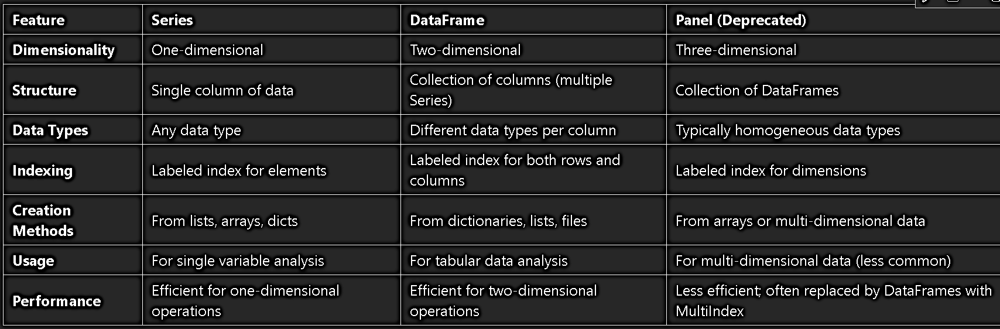 Feature Series DataFrame Panel (Deprecated)
Dimensionality One-dimensional Two-dimensional Three-dimensional
Structure Single column of data Collection of columns (multiple
Series) Collection of DataFrames
Data Types Any data type Different data types per column Typically homogeneous data types
Indexing Labeled index for elements Labeled index for both rows and
columns Labeled index for dimensions
Creation
Methods From lists, arrays, dicts From dictionaries, lists, files From arrays or multi-dimensional data
Usage For single variable analysis For tabular data analysis For multi-dimensional data (less common)
Performance Efficient for one-dimensional
operations Efficient for two-dimensional
operations Less efficient; often replaced by DataFrames with
MultiIndex